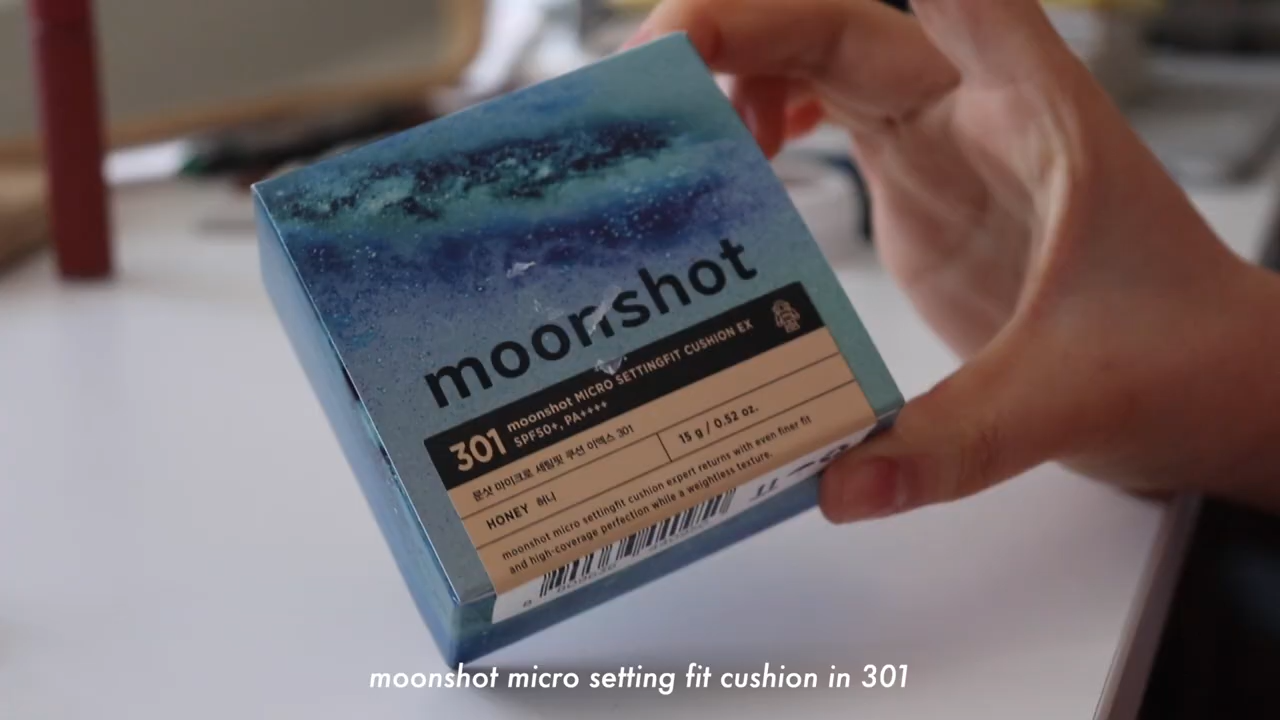 moonshot
301 moonshot MICRO SETTINGFIT CUSHION EX
SPF50+, PA++++
문샷 마이크로 세팅핏 쿠션 이엑스 301
15 g / 0.52 oz.
HONEY 허니
moonshot micro settingfit cushion expert returns with even finer fit
and high-coverage perfection while a weightless texture.
moonshot micro setting fit cushion in 301